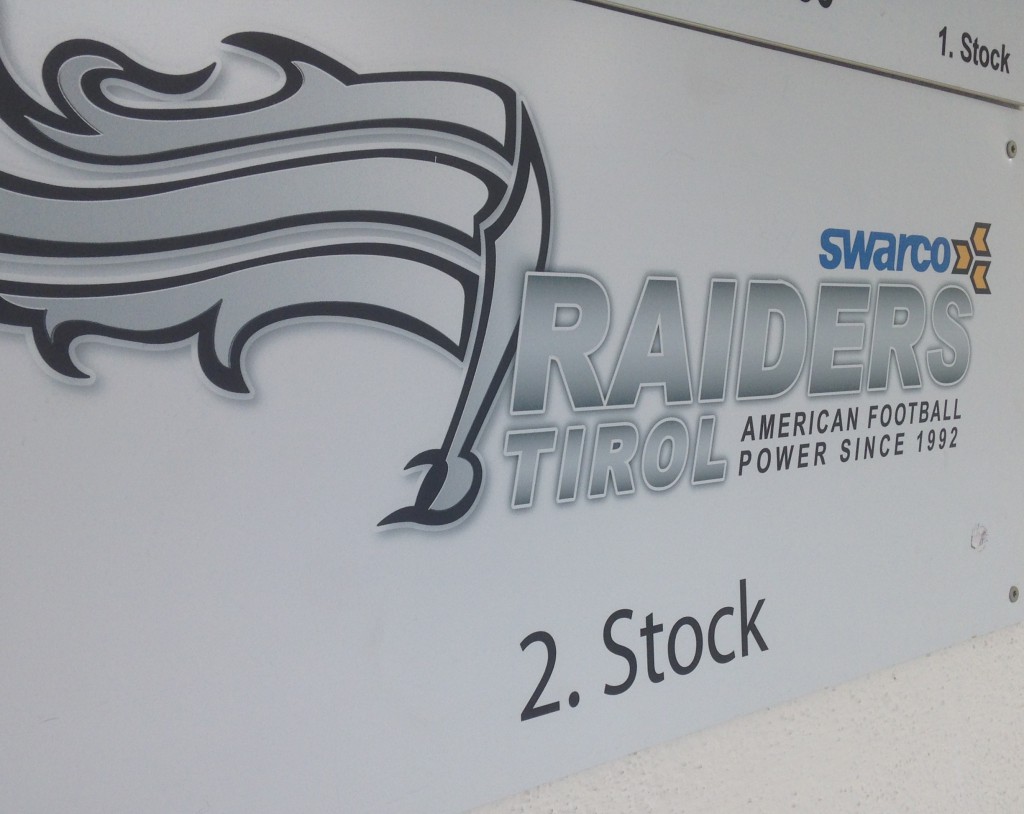 1. Stock
swarco
RAIDERS
TIROL
AMERICAN FOOTBALL
POWER SINCE 1992
2. Stock